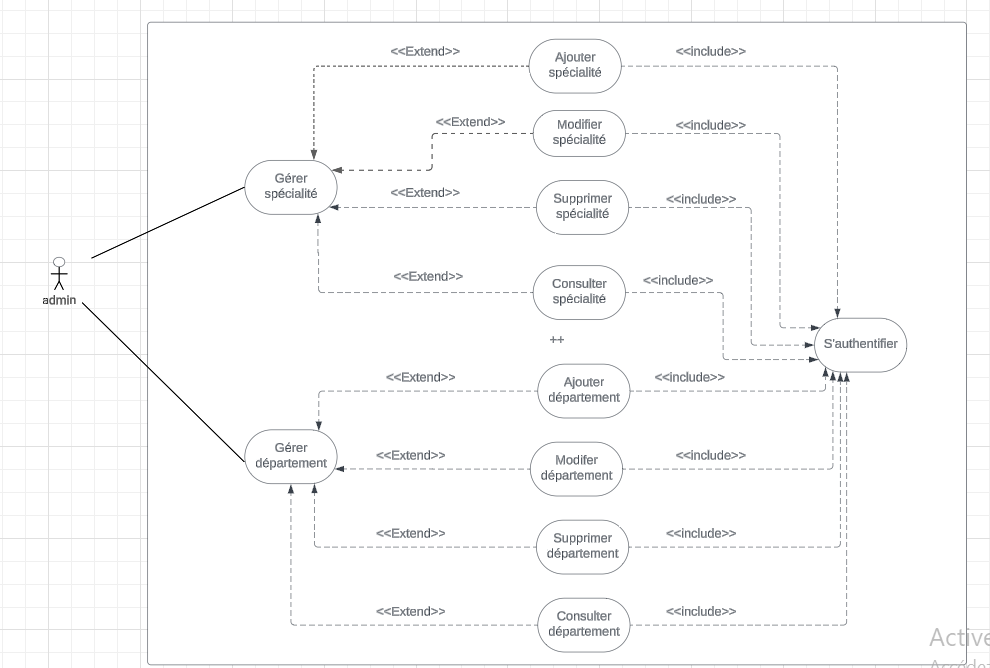 <<Extend>>
Ajouter
spécialité
<<include>>
<<Extend>>
Modifier
spécialité
<<include>>
Gérer
spécialité
<<Extend>>
Supprimer
spécialité
<<include>>
<<Extend>>
Consulter
spécialité
<<include>>
admin
++
S'authentifier
<<Extend>>
Ajouter
département
<<include>>
Gérer
département
<<Extend>>
Modifer
département
<<include>>
<<Extend>>
Supprimer
département
<<include>>
<<Extend>>
Consulter
département
<<include>>
Active